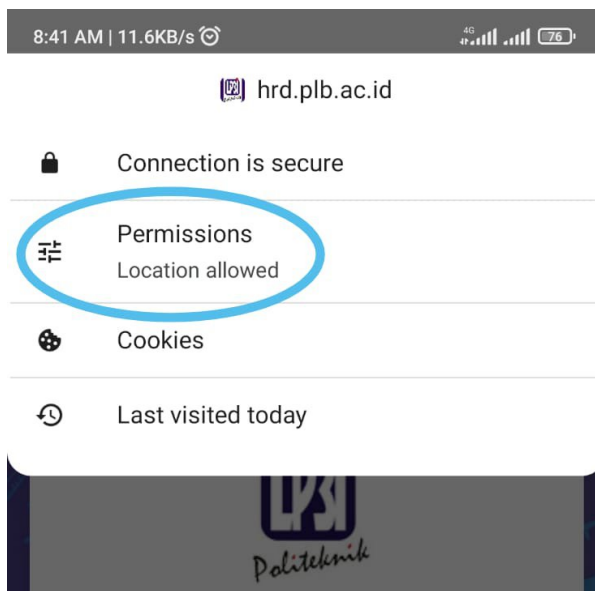 8:41 AM | 11.6KB/s
4G
76
hrd.plb.ac.id
Connection is secure
Permissions
Location allowed
Cookies
Last visited today
LP3I
Politeknik